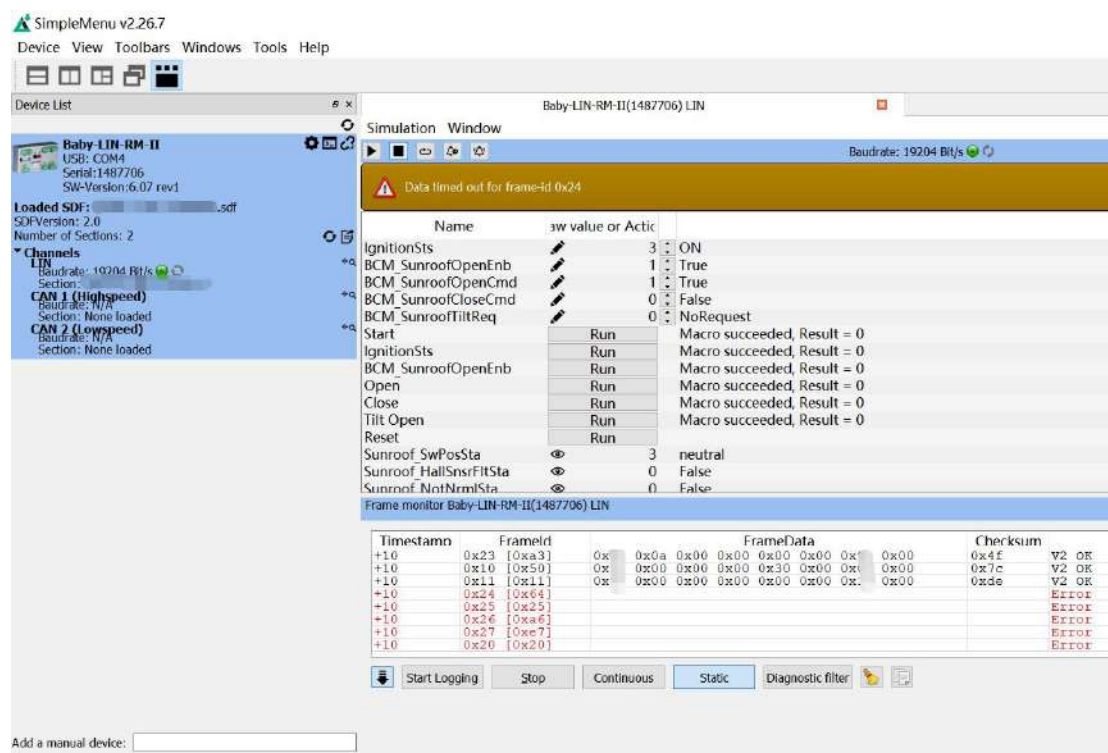 SimpleMenu v2.26.7
Device View Toolbars Windows Tools Help
Device List
Baby-LIN-RM-II
USB: COM4
Serial:1487706
SW-Version:6.07 rev1
Loaded SDF: .sdf
SDFVersion: 2.0
Number of Sections: 2
Channels
LIN
Baudrate: 19204 Bit/s
Section:
CAN 1 (Highspeed)
Baudrate: N/A
Section: None loaded
CAN 2 (Lowspeed)
Baudrate: N/A
Section: None loaded
Add a manual device:
Baby-LIN-RM-II(1487706) LIN
Simulation Window
Baudrate: 19204 Bit/s
Data timed out for frame-id 0x24
Name aw value or Actic
IgnitionSts 3 ON
BCM_SunroofOpenEnb 1 True
BCM_SunroofOpenCmd 1 True
BCM_SunroofCloseCmd 0 False
BCM_SunroofTiltReq 0 NoRequest
Start Run Macro succeeded, Result = 0
IgnitionSts Run Macro succeeded, Result = 0
BCM_SunroofOpenEnb Run Macro succeeded, Result = 0
Open Run Macro succeeded, Result = 0
Close Run Macro succeeded, Result = 0
Tilt Open Run Macro succeeded, Result = 0
Reset Run
Sunroof_SwPosSta 3 neutral
Sunroof_HallSnsrFltSta 0 False
Sunroof_NotNrmlSta 0 False
Frame monitor Baby-LIN-RM-II(1487706) LIN
Timestamp FrameId FrameData Checksum
+10 0x23 [0xa3] 0x 0x0a 0x00 0x00 0x00 0x00 0x 0x00 0x4f V2 OK
+10 0x10 [0x50] 0x 0x00 0x00 0x00 0x30 0x00 0x 0x00 0x7c V2 OK
+10 0x11 [0x11] 0x 0x00 0x00 0x00 0x00 0x00 0x 0x00 0xde V2 OK
+10 0x24 [0x64] Error
+10 0x25 [0x25] Error
+10 0x26 [0xa6] Error
+10 0x27 [0xe7] Error
+10 0x20 [0x20] Error
Start Logging Stop Continuous Static Diagnostic filter